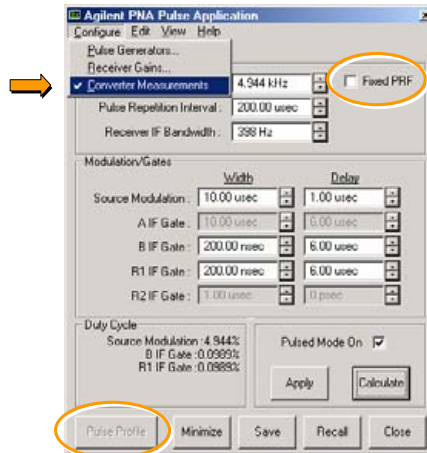 Agilent PNA Pulse Application
Configure Edit View Help
Pulse Generators...
Receiver Gains...
Converter Measurements
4.944 kHz
Fixed PRF
Pulse Repetition Interval : 200.00 usec
Receiver IF Bandwidth : 398 Hz
Modulation/Gates
Width Delay
Source Modulation : 10.00 usec 1.00 usec
A IF Gate : 10.00 usec 6.00 usec
B IF Gate : 200.00 nsec 6.00 usec
R1 IF Gate : 200.00 nsec 6.00 usec
R2 IF Gate : 1.00 usec 0 psec
Duty Cycle
Source Modulation :4.944%
B IF Gate :0.0989%
R1 IF Gate :0.0989%
Pulsed Mode On
Apply Calculate
Pulse Profile Minimize Save Recall Close